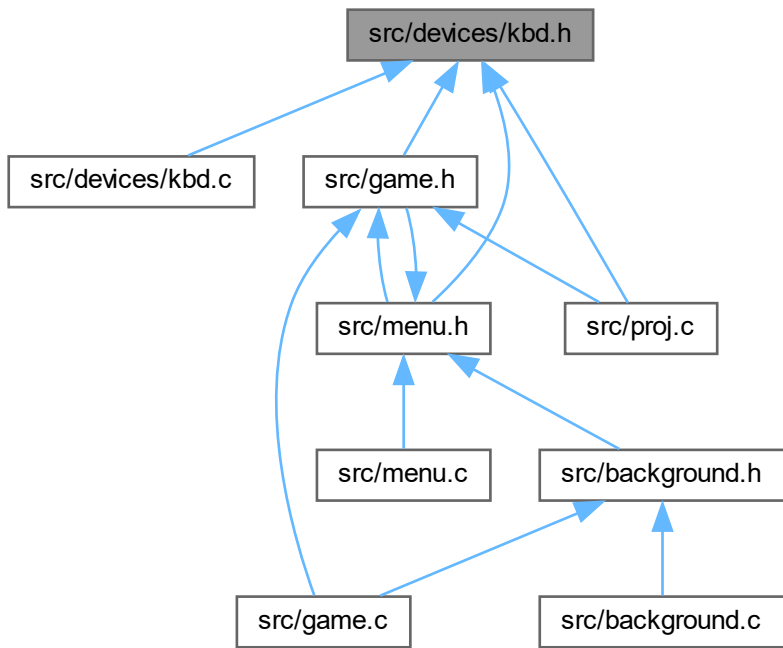 src/devices/kbd.h
src/devices/kbd.c
src/game.h
src/menu.h
src/proj.c
src/menu.c
src/background.h
src/game.c
src/background.c